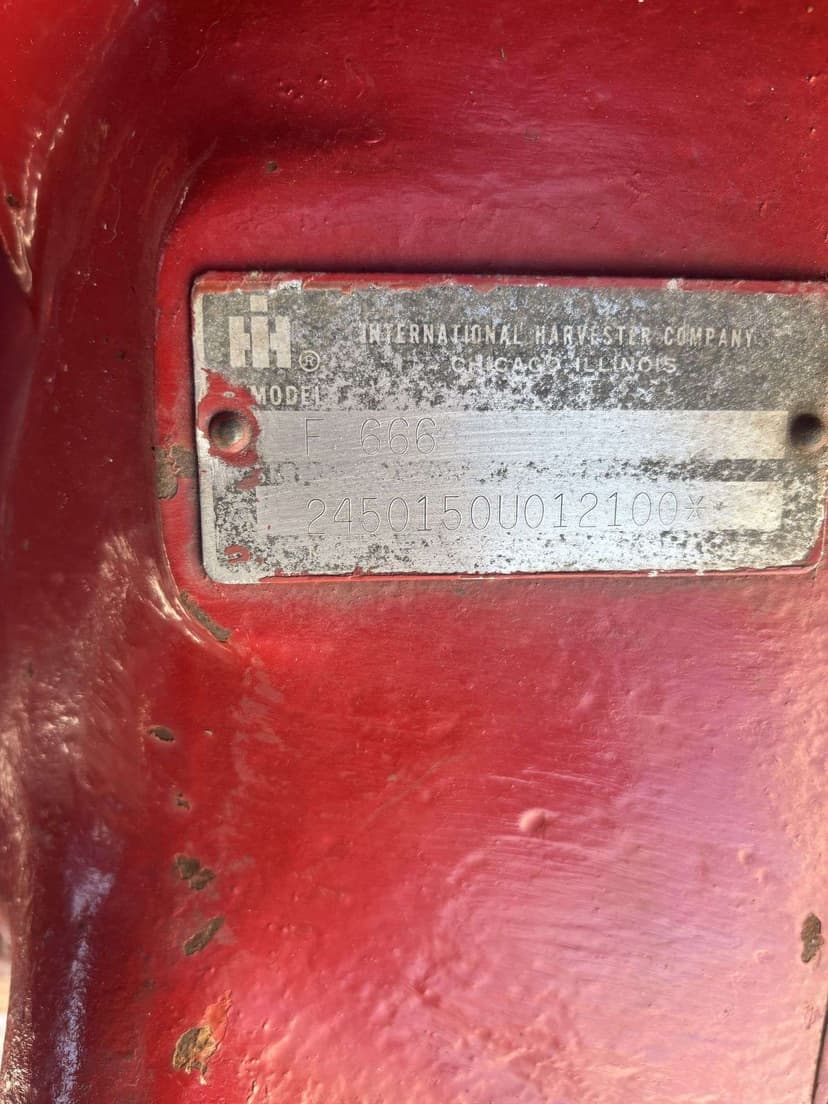 IH ®
INTERNATIONAL HARVESTER COMPANY
CHICAGO ILLINOIS
MODEL
F 666
2450150U012100*